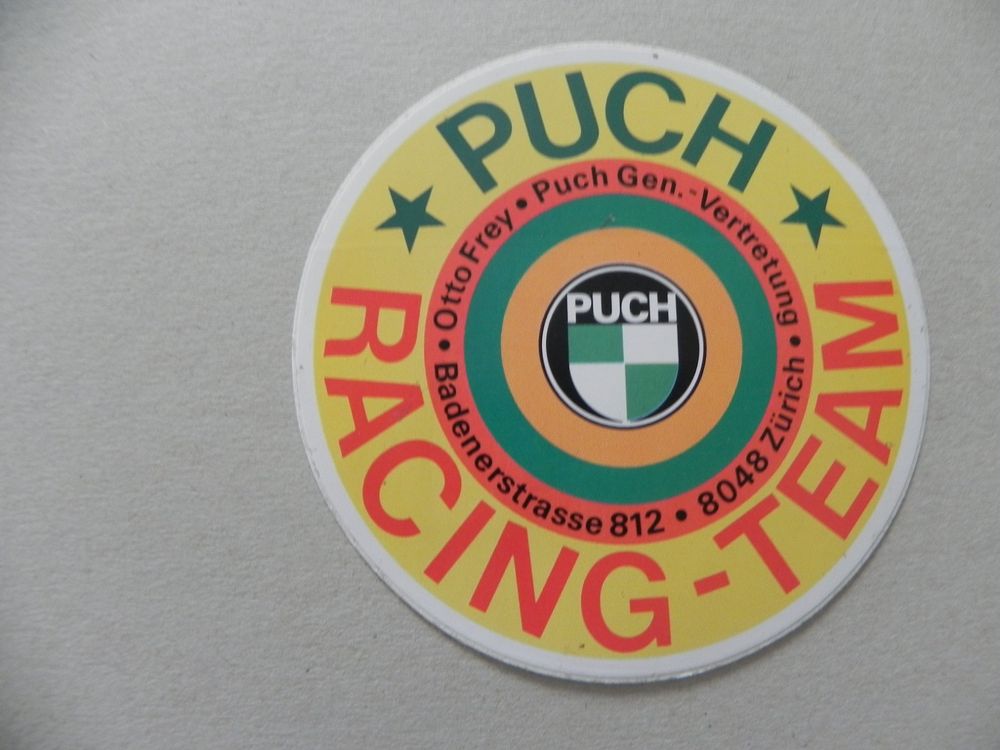 PUCH
Otto Frey • Puch Gen.-Vertretung •
Badenerstrasse 812 • 8048 Zürich •
PUCH
RACING-TEAM